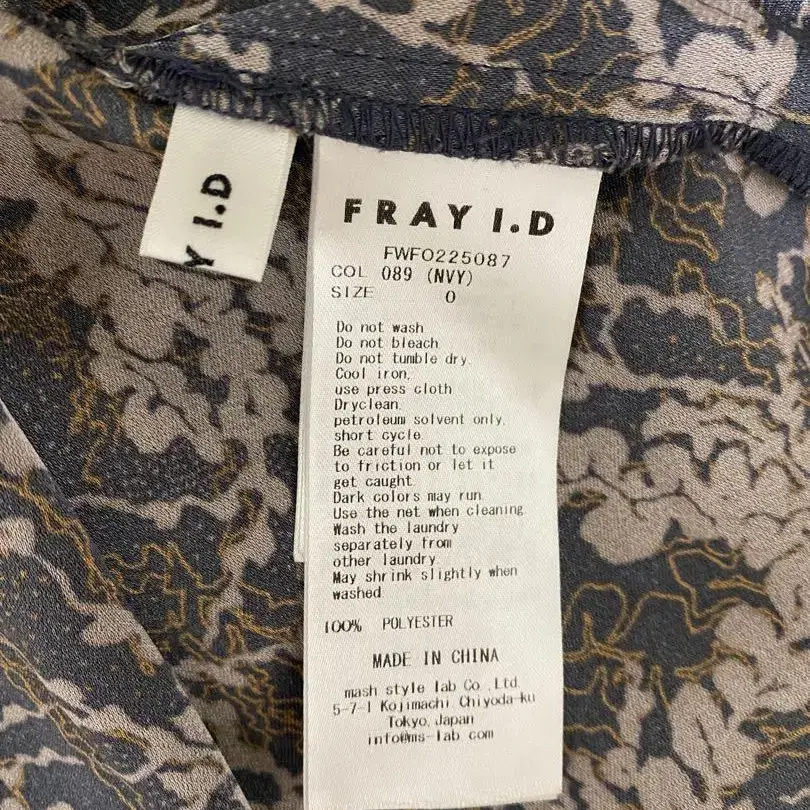 Y I.D
FRAY I.D
FWFO225087
COL 089 (NVY)
SIZE 0
Do not wash
Do not bleach
Do not tumble dry.
Cool iron,
use press cloth
Dryclean,
petroleum solvent only,
short cycle
Be careful not to expose
to friction or let it
get caught
Dark colors may run
Use the net when cleaning
Wash the laundry
separately from
other laundry
May shrink slightly when
washed
100% POLYESTER
MADE IN CHINA
mash style lab Co.,Ltd.
5-7-1 Kojimachi Chiyoda-ku
Tokyo, Japan
info@ms-lab com